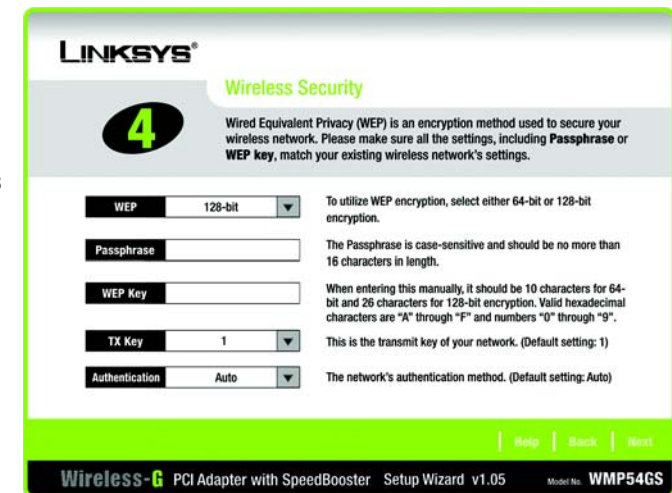 LINKSYS®
Wireless Security
4
Wired Equivalent Privacy (WEP) is an encryption method used to secure your
wireless network. Please make sure all the settings, including Passphrase or
WEP key, match your existing wireless network's settings.
s
WEP 128-bit
To utilize WEP encryption, select either 64-bit or 128-bit
encryption.
Passphrase
The Passphrase is case-sensitive and should be no more than
16 characters in length.
WEP Key
When entering this manually, it should be 10 characters for 64-
bit and 26 characters for 128-bit encryption. Valid hexadecimal
characters are “A” through “F” and numbers “0” through “9”.
TX Key 1
This is the transmit key of your network. (Default setting: 1)
Authentication Auto
The network's authentication method. (Default setting: Auto)
Help Back Next
Wireless-G PCI Adapter with SpeedBooster Setup Wizard v1.05 Model No. WMP54GS